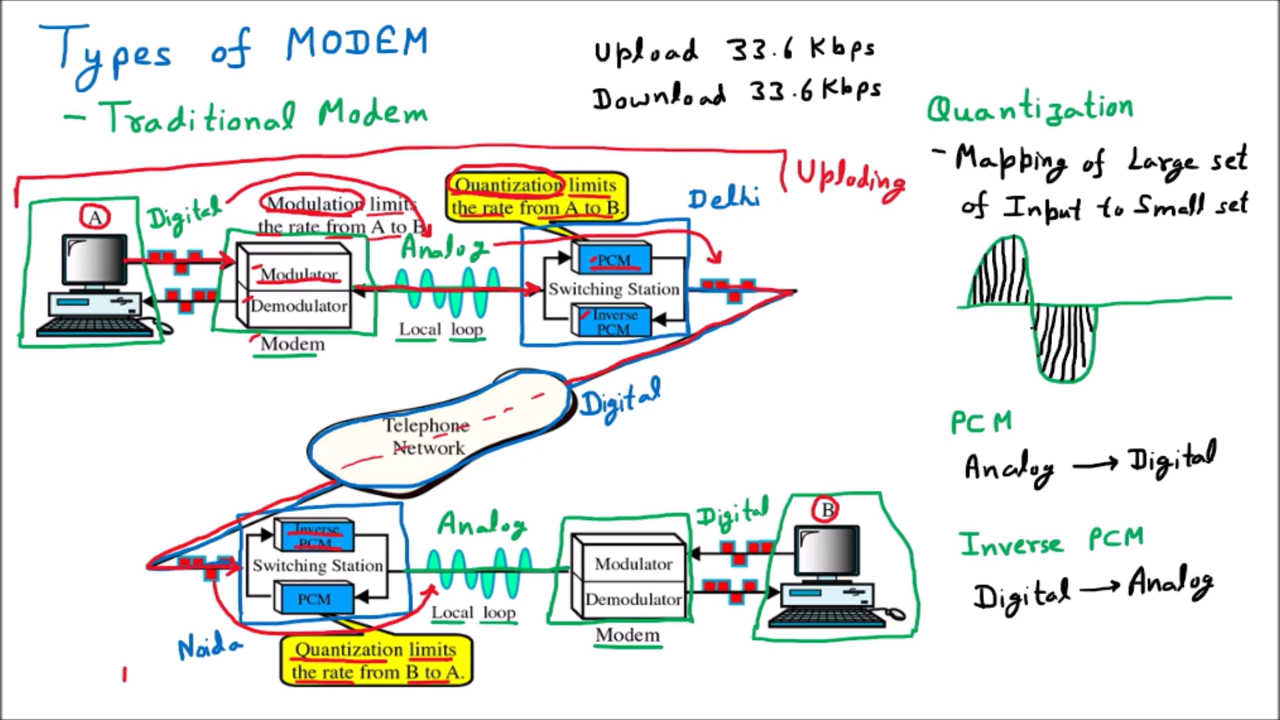 Types of MODEM
- Traditional Modem
Upload 33.6 Kbps
Download 33.6 Kbps
Quantization
- Mapping of Large set
of Input to Small set
Uploding
A
Digital
Modulation limits
the rate from A to B
Analog
Quantization limits
the rate from A to B.
Delhi
Modulator
Demodulator
Modem
Local loop
PCM
Switching Station
Inverse
PCM
Telephone
Network
Digital
PCM
Analog → Digital
Inverse PCM
Digital → Analog
Inverse
PCM
Switching Station
PCM
Noida
Quantization limits
the rate from B to A.
Analog
Local loop
Modulator
Demodulator
Modem
Digital
B